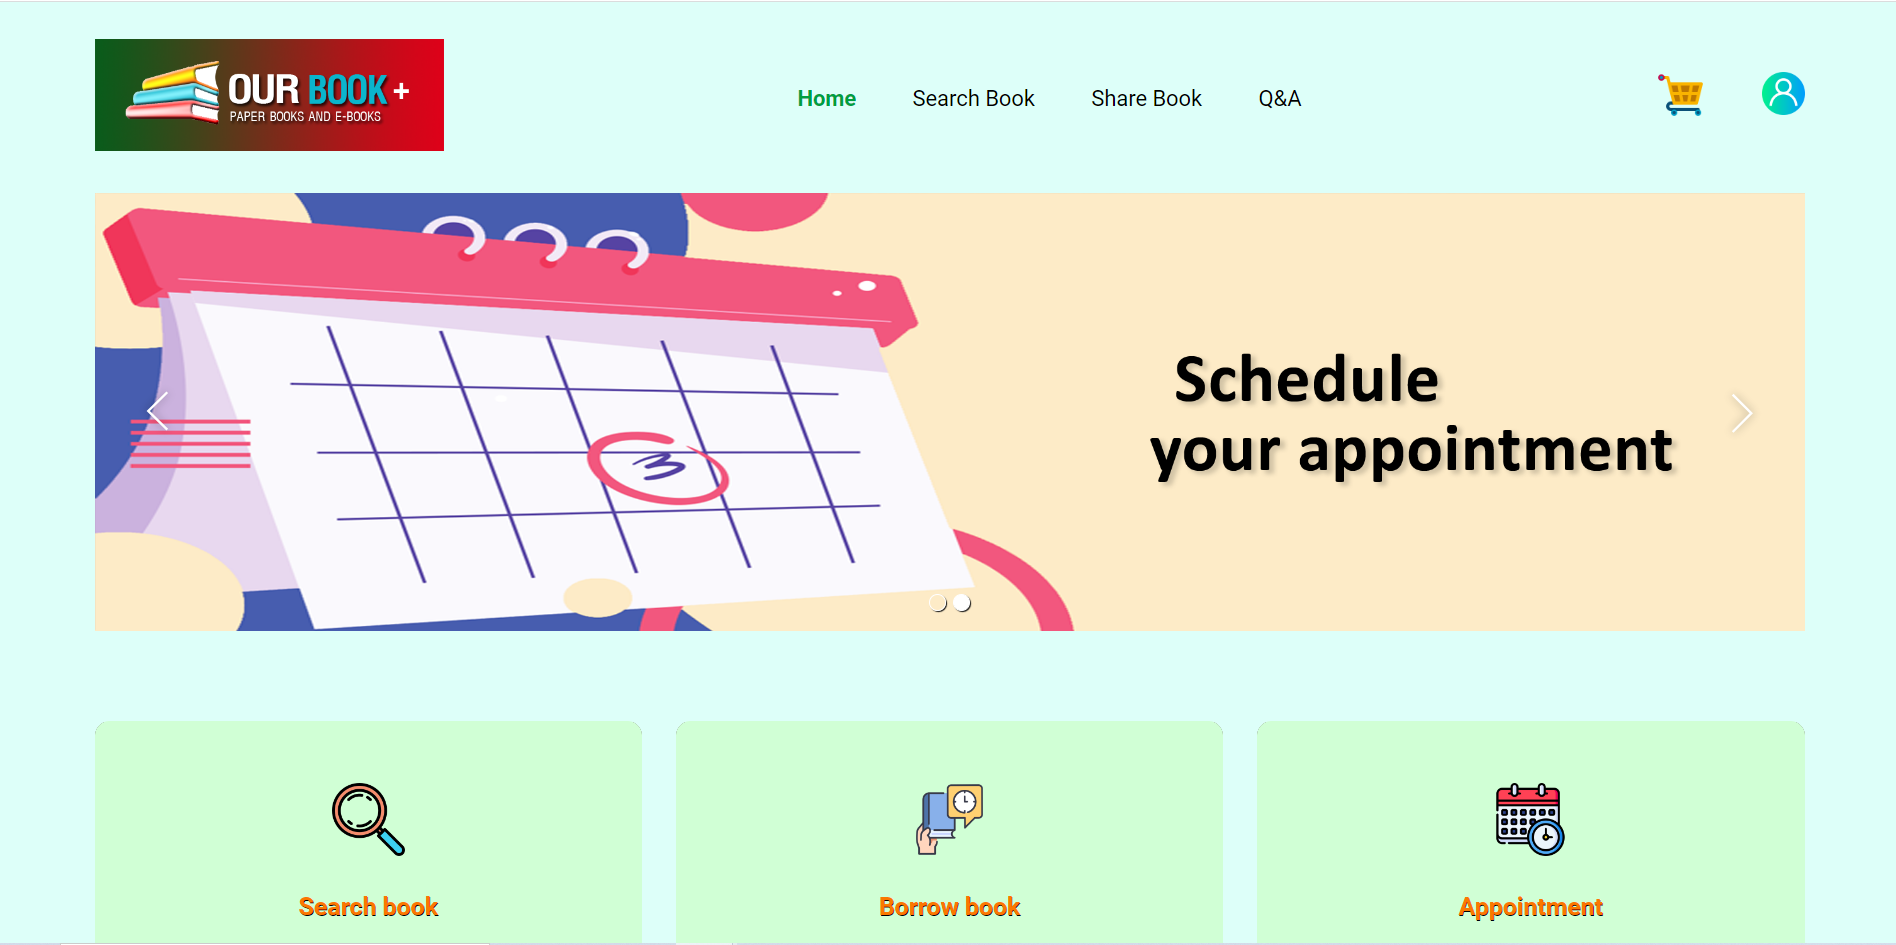 OUR BOOK +
PAPER BOOKS AND E-BOOKS
Home
Search Book
Share Book
Q&A
3
Schedule
your appointment
Search book
Borrow book
Appointment